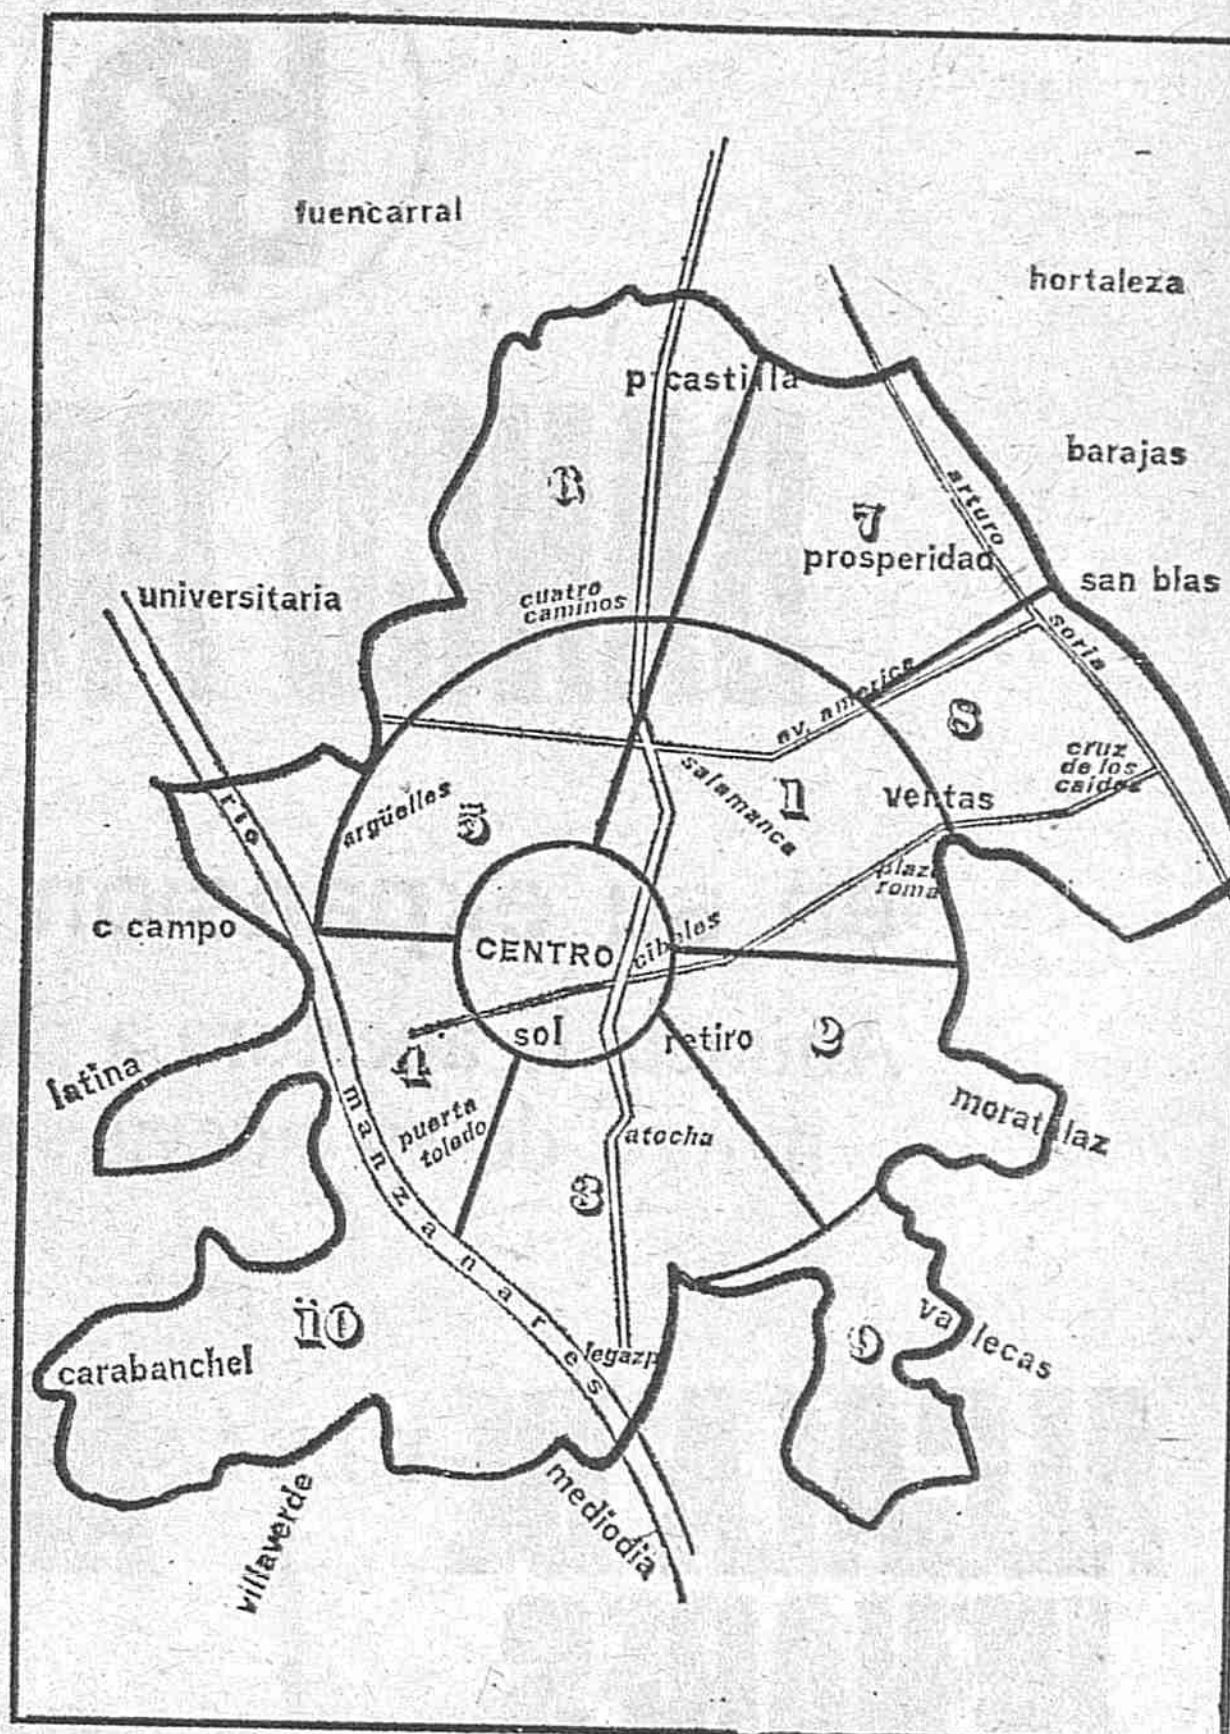 fuencarral
hortaleza
p castilla
barajas
arturo
7
prosperidad
san blas
universitaria
cuatro
caminos
soria
av. america
8
cruz
de los
caidos
salamanca
1
ventas
argüelles
5
rio
plaza
roma
c campo
CENTRO
cibeles
sol
retiro
2
latina
4
manzanares
puerta
toledo
moratalaz
atocha
3
vallecas
10
9
legazpi
carabanchel
mediodia
villaverde